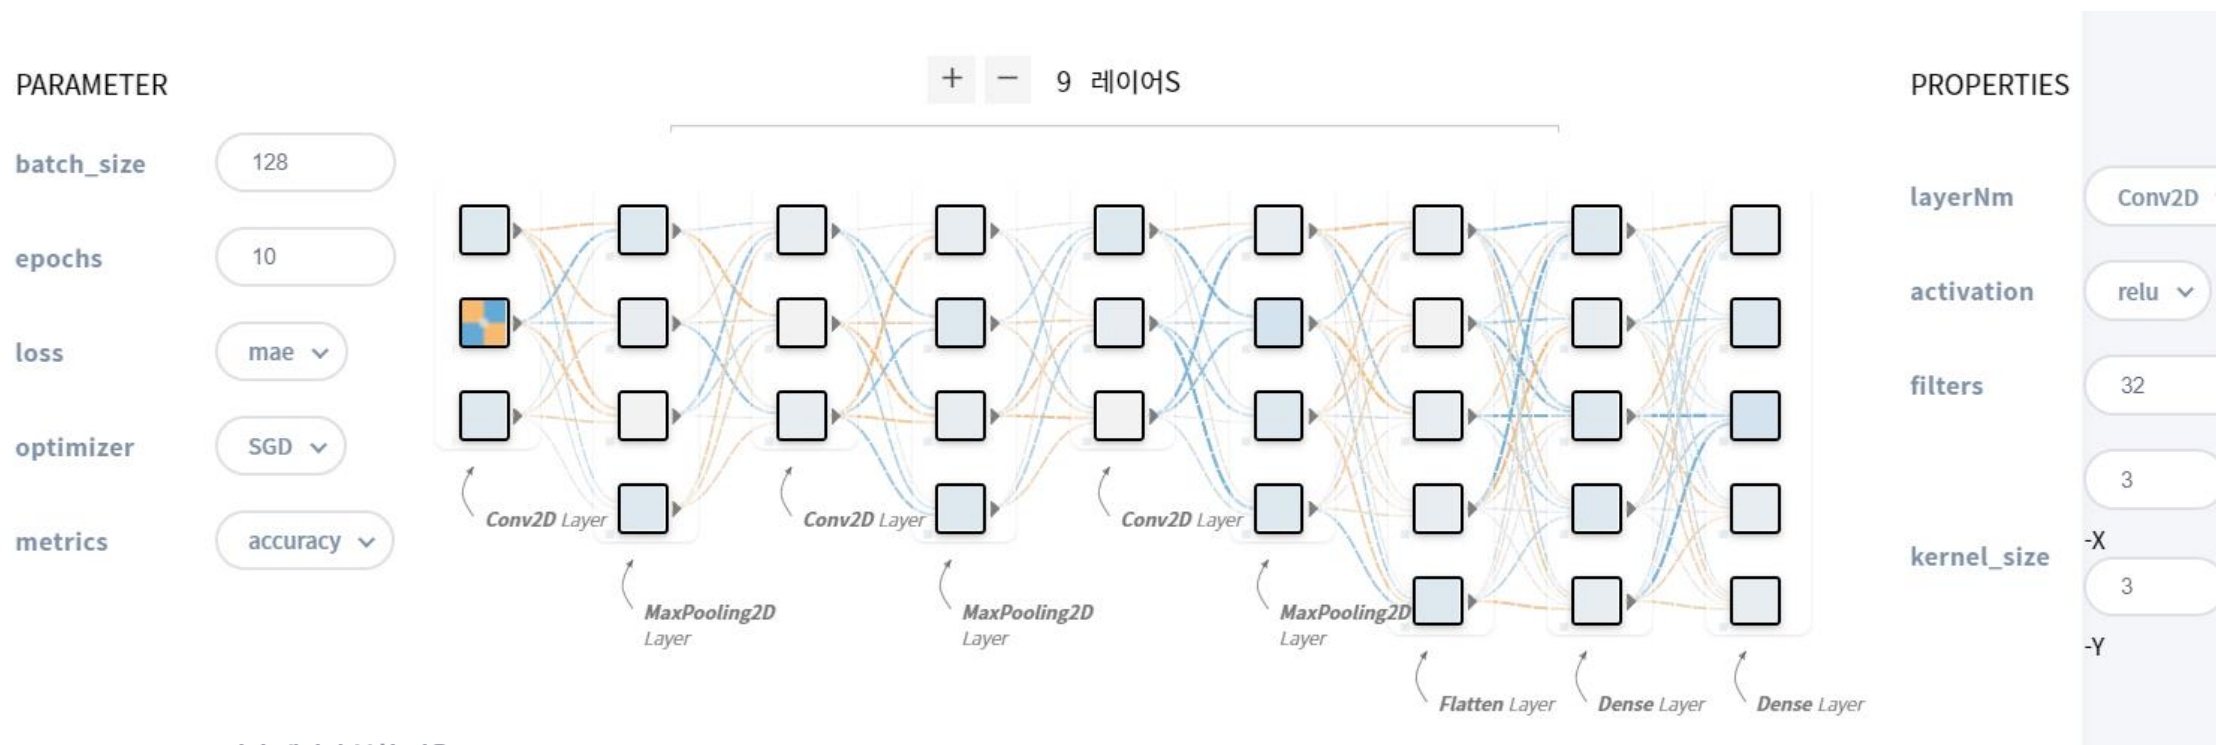 PARAMETER
+ − 9 레이어S
PROPERTIES
batch_size 128
epochs 10
loss mae
optimizer SGD
metrics accuracy
Conv2D Layer
Conv2D Layer
Conv2D Layer
MaxPooling2D
Layer
MaxPooling2D
Layer
MaxPooling2D
Layer
Flatten Layer
Dense Layer
Dense Layer
layerNm Conv2D
activation relu
filters 32
kernel_size
3
-X
3
-Y